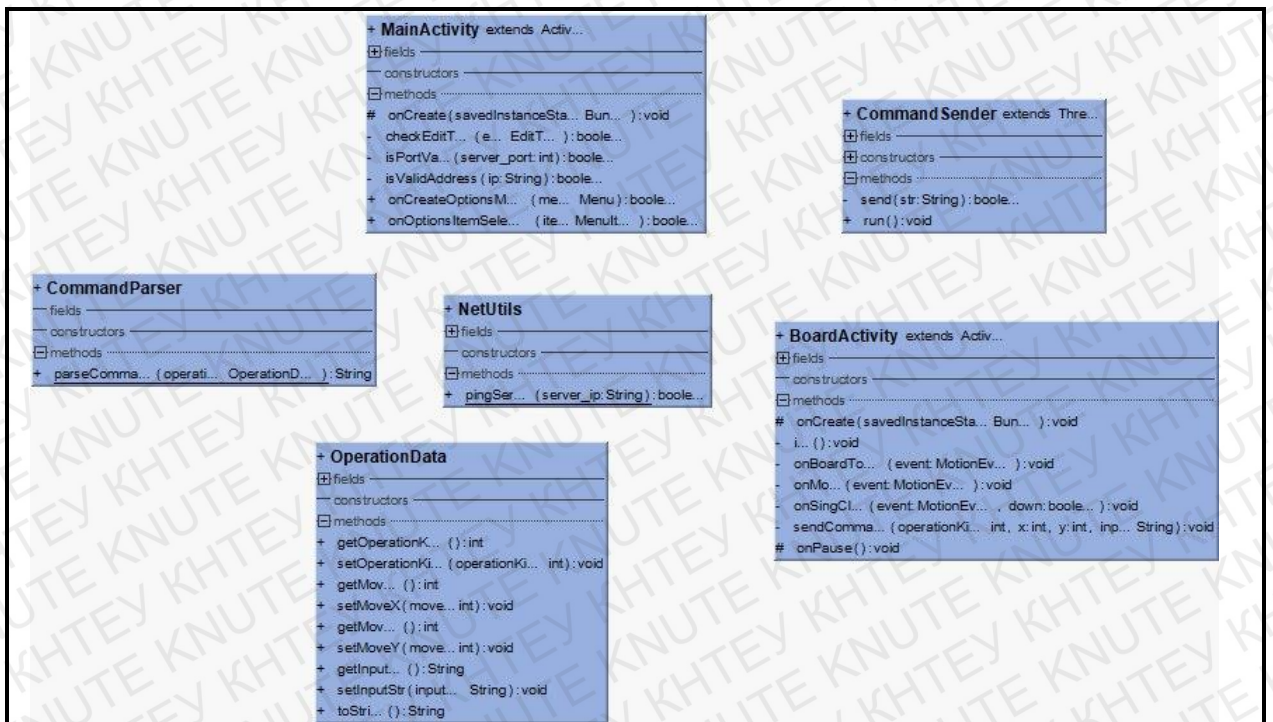 + MainActivity extends Activ...
fields
constructors
methods
# onCreate(savedInstanceSta... Bun... ):void
- checkEditT... (e... EditT... ):boole...
- isPortVa... (server_port:int):boole...
- isValidAddress(ip:String):boole...
+ onCreateOptionsM... (me... Menu):boole...
+ onOptionsItemSele... (ite... MenuIt... ):boole...
+ CommandSender extends Thre...
fields
constructors
methods
- send(str:String):boole...
+ run():void
+ CommandParser
fields
constructors
methods
+ parseComma... (operati... OperationD... ):String
+ NetUtils
fields
constructors
methods
+ pingSer... (server_ip:String):boole...
+ BoardActivity extends Activ...
fields
constructors
methods
# onCreate(savedInstanceSta... Bun... ):void
- i... ():void
- onBoardTo... (event:MotionEv... ):void
- onMo... (event:MotionEv... ):void
- onSingCl... (event:MotionEv... , down:boole... ):void
- sendComma... (operationKi... int, x:int, y:int, inp... String):void
# onPause():void
+ OperationData
fields
constructors
methods
+ getOperationK... ():int
+ setOperationKi... (operationKi... int):void
+ getMov... ():int
+ setMoveX(move... int):void
+ getMov... ():int
+ setMoveY(move... int):void
+ getInput... ():String
+ setInputStr(input... String):void
+ toStri... ():String